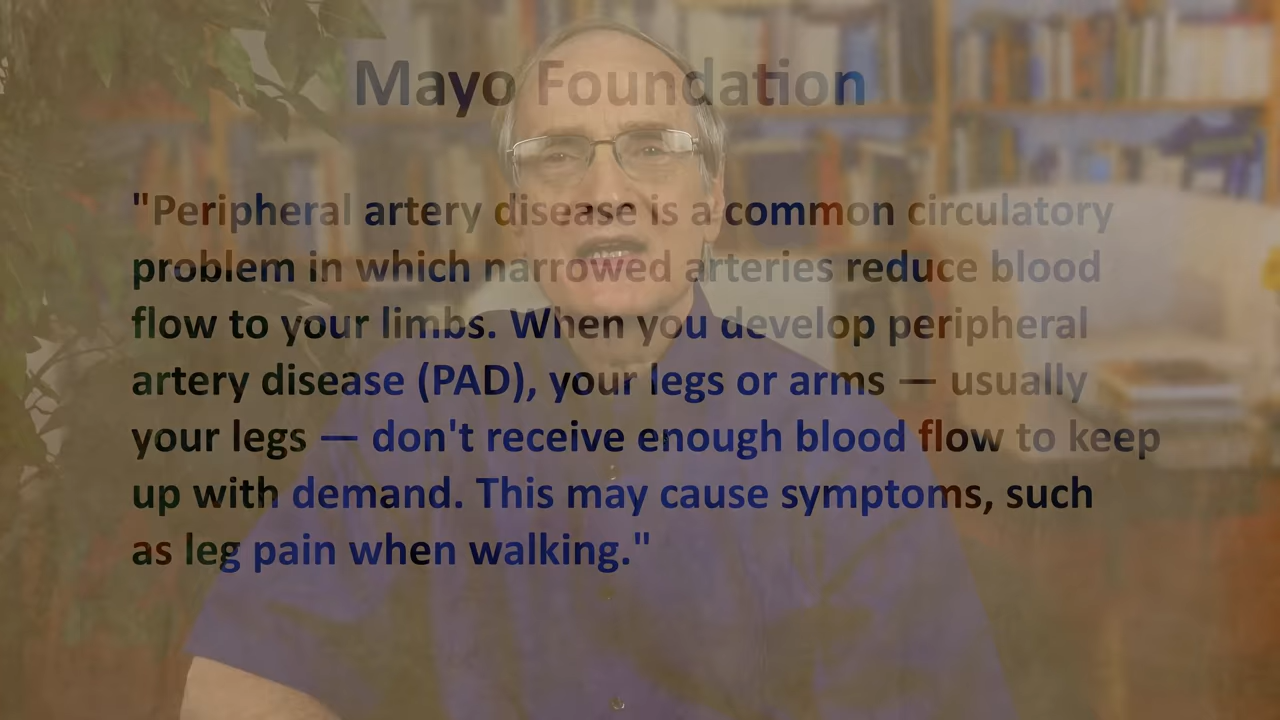 Mayo Foundation
"Peripheral artery disease is a common circulatory
problem in which narrowed arteries reduce blood
flow to your limbs. When you develop peripheral
artery disease (PAD), your legs or arms — usually
your legs — don't receive enough blood flow to keep
up with demand. This may cause symptoms, such
as leg pain when walking."